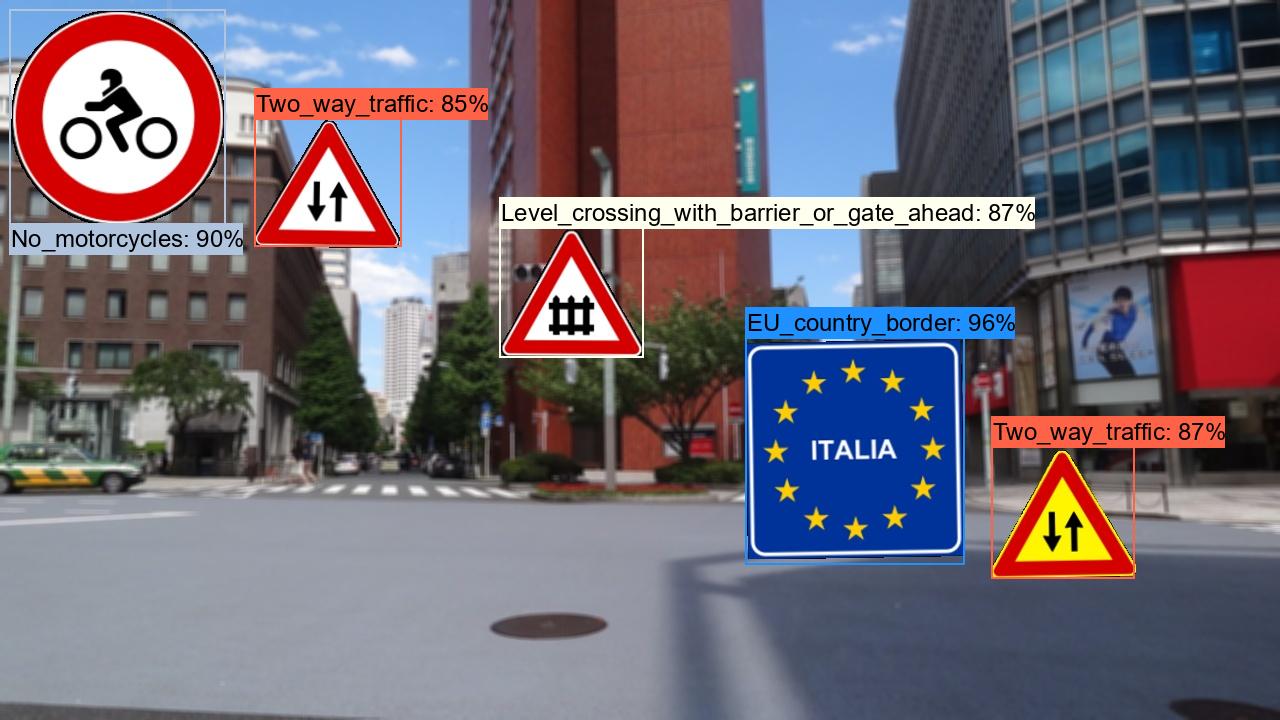 Two_way_traffic: 85%
No_motorcycles: 90%
Level_crossing_with_barrier_or_gate_ahead: 87%
EU_country_border: 96%
ITALIA
Two_way_traffic: 87%